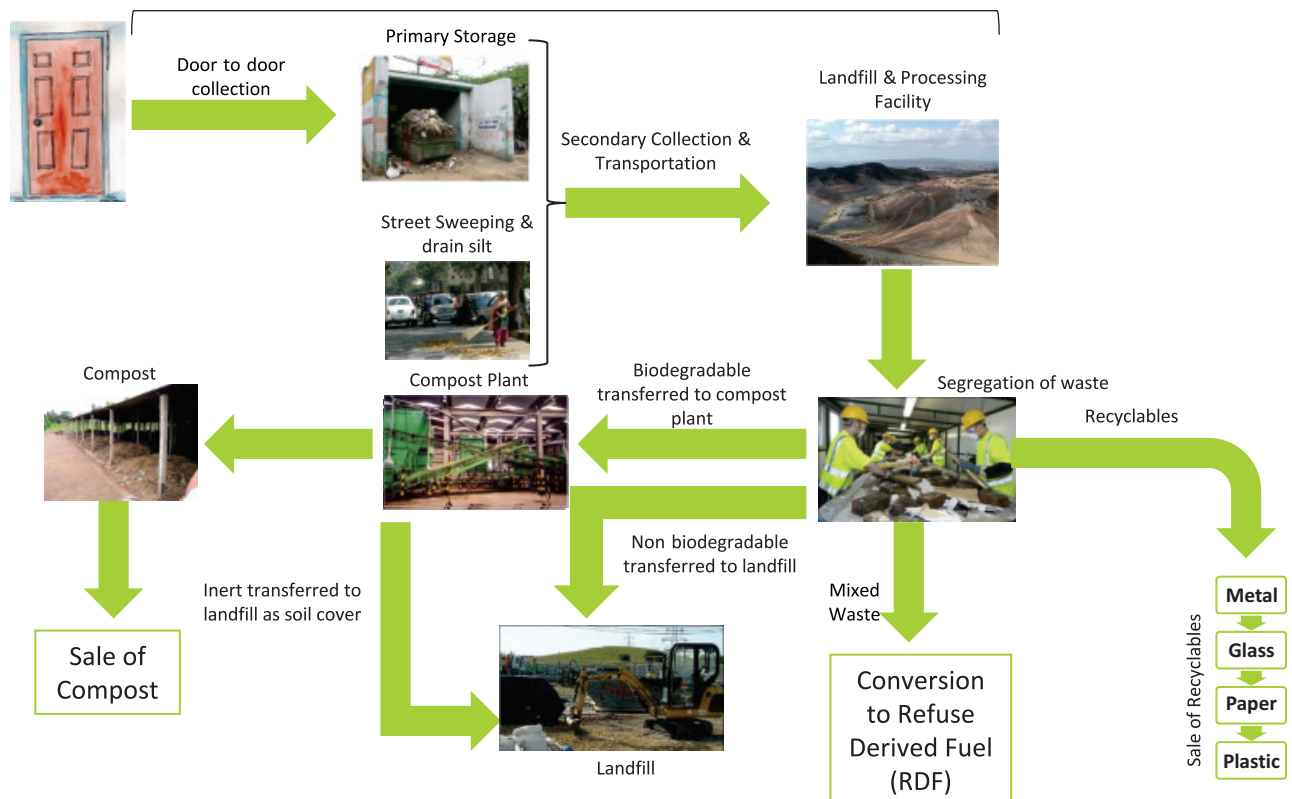 Door to door
collection
Primary Storage
Street Sweeping &
drain silt
Secondary Collection &
Transportation
Landfill & Processing
Facility
Segregation of waste
Recyclables
Biodegradable
transferred to compost
plant
Compost Plant
Compost
Sale of
Compost
Inert transferred to
landfill as soil cover
Non biodegradable
transferred to landfill
Landfill
Mixed
Waste
Conversion
to Refuse
Derived Fuel
(RDF)
Sale of Recyclables
Metal
Glass
Paper
Plastic